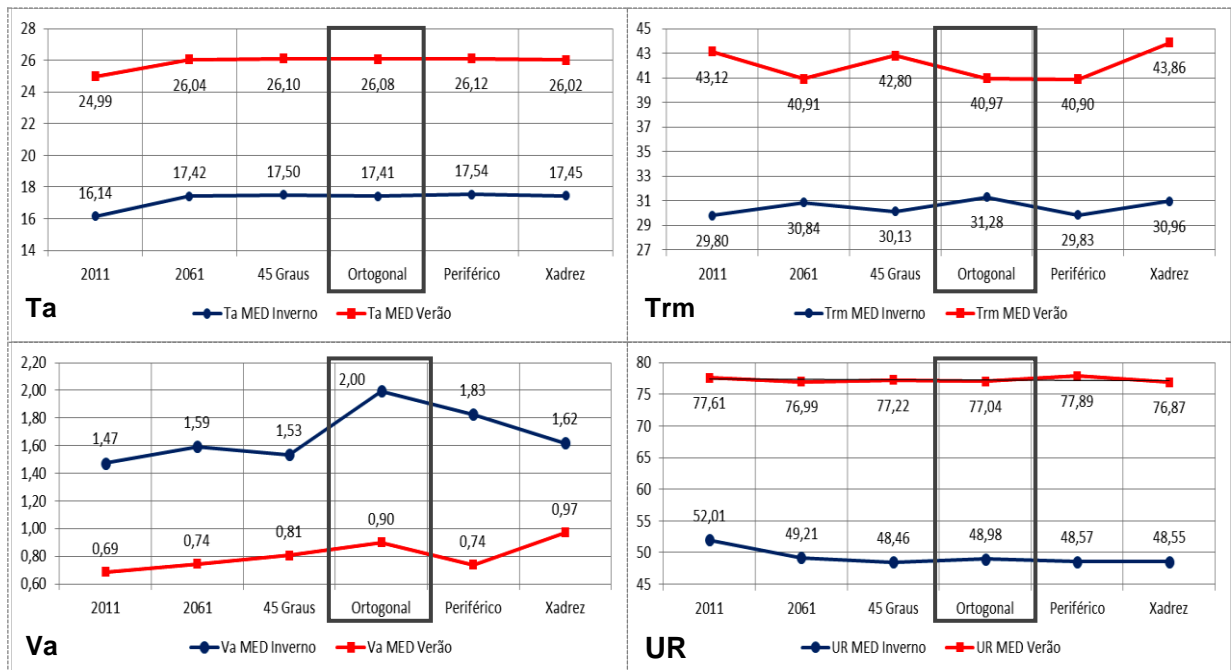 28
26
24
22
20
18
16
14
24,99 26,04 26,10 26,08 26,12 26,02
16,14 17,42 17,50 17,41 17,54 17,45
2011 2061 45 Graus Ortogonal Periférico Xadrez
Ta MED Inverno Ta MED Verão
Ta
45
43
41
39
37
35
33
31
29
27
43,12 40,91 42,80 40,97 40,90 43,86
29,80 30,84 30,13 31,28 29,83 30,96
2011 2061 45 Graus Ortogonal Periférico Xadrez
Trm MED Inverno Trm MED Verão
Trm
2,20
2,00
1,80
1,60
1,40
1,20
1,00
0,80
0,60
1,47 1,59 1,53 2,00 1,83 1,62
0,69 0,74 0,81 0,90 0,74 0,97
2011 2061 45 Graus Ortogonal Periférico Xadrez
Va MED Inverno Va MED Verão
Va
80
75
70
65
60
55
50
45
77,61 76,99 77,22 77,04 77,89 76,87
52,01 49,21 48,46 48,98 48,57 48,55
2011 2061 45 Graus Ortogonal Periférico Xadrez
UR MED Inverno UR MED Verão
UR